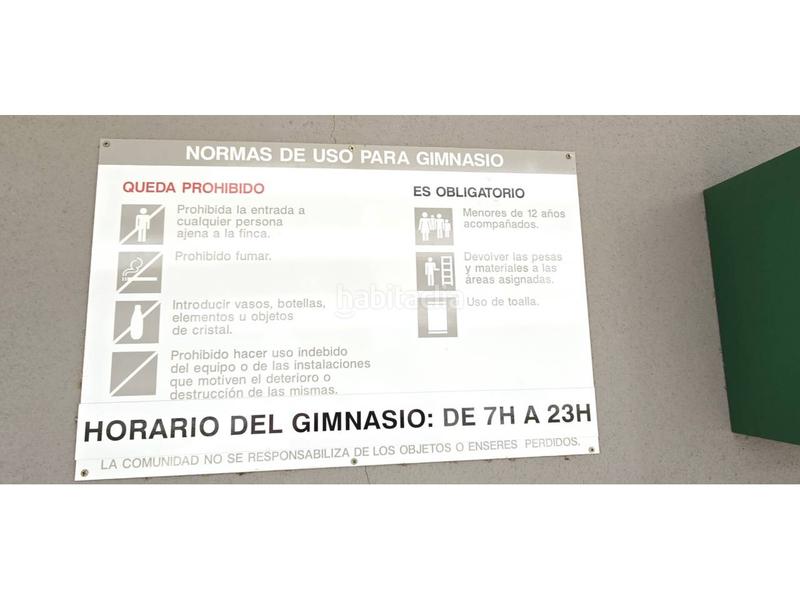 NORMAS DE USO PARA GIMNASIO
QUEDA PROHIBIDO
Prohibida la entrada a
cualquier persona
ajena a la finca.
Prohibido fumar.
Introducir vasos, botellas,
elementos u objetos
de cristal.
Prohibido hacer uso indebido
del equipo o de las instalaciones
que motiven el deterioro o
destrucción de las mismas.
ES OBLIGATORIO
Menores de 12 años
acompañados.
Devolver las pesas
y materiales a las
áreas asignadas.
Uso de toalla.
habitaclia
HORARIO DEL GIMNASIO: DE 7H A 23H
LA COMUNIDAD NO SE RESPONSABILIZA DE LOS OBJETOS O ENSERES PERDIDOS.